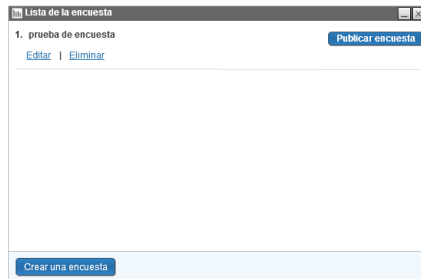 Lista de la encuesta
1. prueba de encuesta
Publicar encuesta
Editar | Eliminar
Crear una encuesta